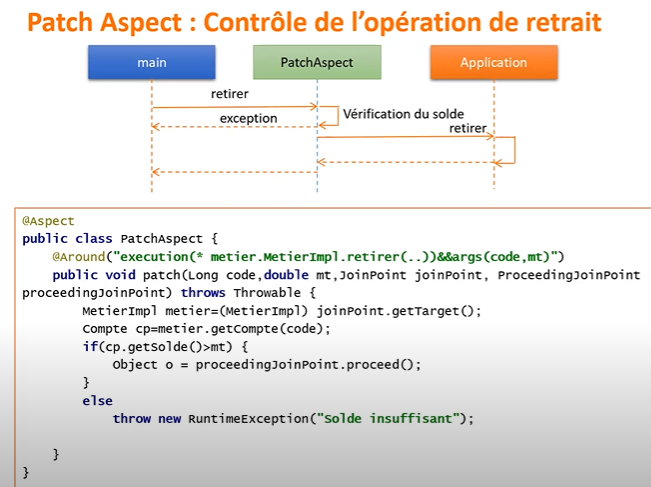 Patch Aspect : Contrôle de l'opération de retrait
main
PatchAspect
Application
retirer
exception
Vérification du solde
retirer
@Aspect
public class PatchAspect {
@Around("execution(* metier.MetierImpl.retirer(..))&&args(code,mt)")
public void patch(Long code,double mt,JoinPoint joinPoint, ProceedingJoinPoint
proceedingJoinPoint) throws Throwable {
MetierImpl metier=(MetierImpl) joinPoint.getTarget();
Compte cp=metier.getCompte(code);
if(cp.getSolde()>mt) {
Object o = proceedingJoinPoint.proceed();
}
else
throw new RuntimeException("Solde insuffisant");
}
}